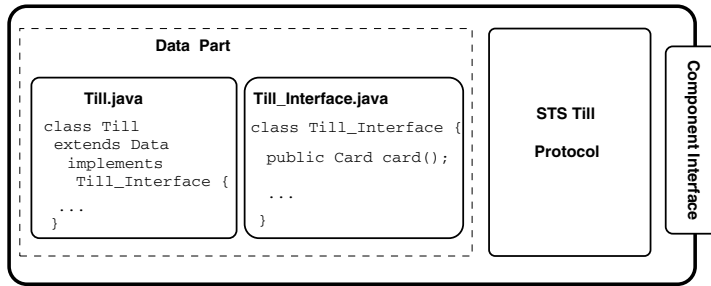 Data Part
Till.java
class Till
extends Data
implements
Till_Interface {
...
}
Till_Interface.java
class Till_Interface {
public Card card();
...
}
STS Till
Protocol
Component Interface